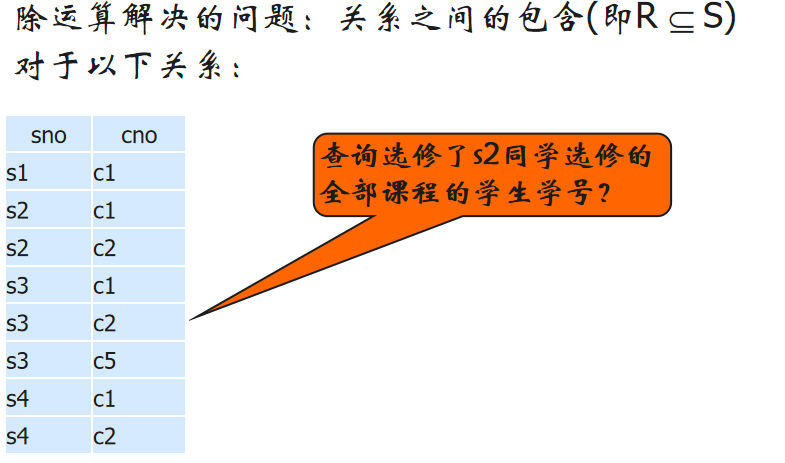 除运算解决的问题：关系之间的包含(即R ⊆ S)
对于以下关系：
查询选修了s2同学选修的
全部课程的学生学号？
sno cno
s1 c1
s2 c1
s2 c2
s3 c1
s3 c2
s3 c5
s4 c1
s4 c2